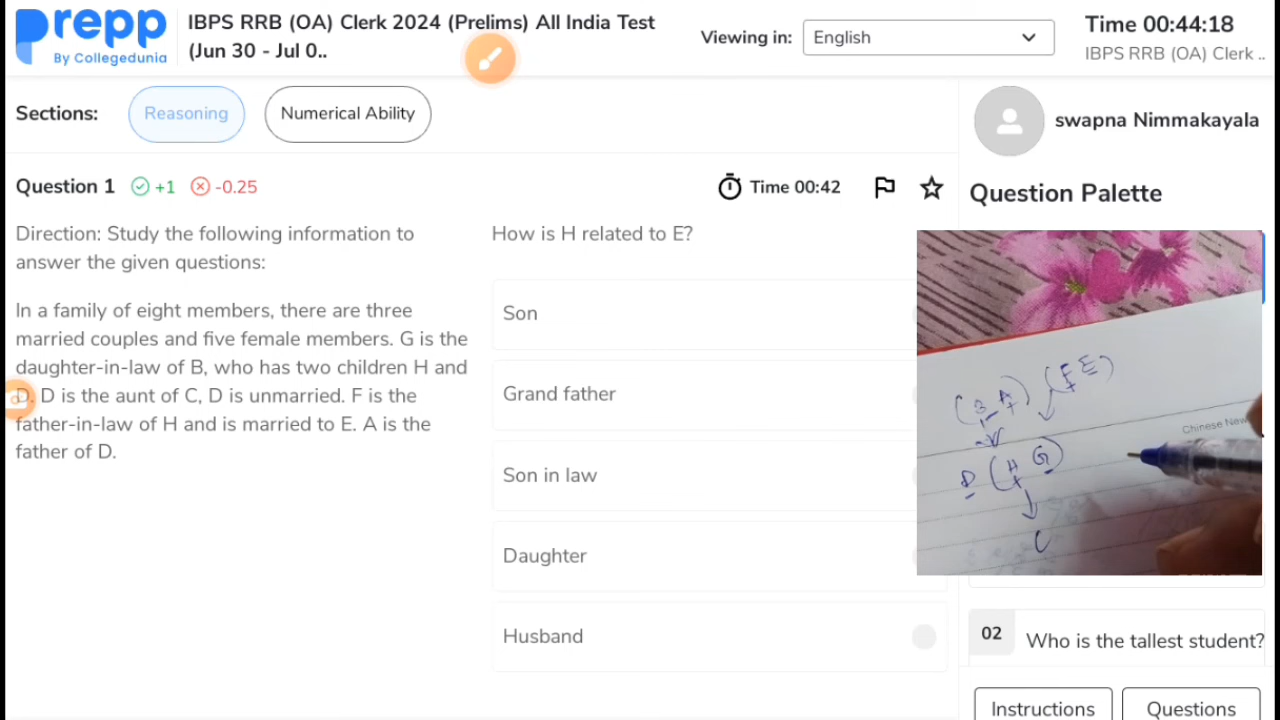 Prepp
By Collegedunia
IBPS RRB (OA) Clerk 2024 (Prelims) All India Test
(Jun 30 - Jul 0..
Viewing in:
English
Time 00:44:18
IBPS RRB (OA) Clerk ..
Sections:
Reasoning
Numerical Ability
swapna Nimmakayala
Question 1
+1
-0.25
Time 00:42
Question Palette
Direction: Study the following information to
answer the given questions:
In a family of eight members, there are three
married couples and five female members. G is the
daughter-in-law of B, who has two children H and
D. D is the aunt of C, D is unmarried. F is the
father-in-law of H and is married to E. A is the
father of D.
How is H related to E?
Son
Grand father
Son in law
Daughter
Husband
(B A) (F E)
D (H G)
C
Chinese New
02
Who is the tallest student?
Instructions
Questions